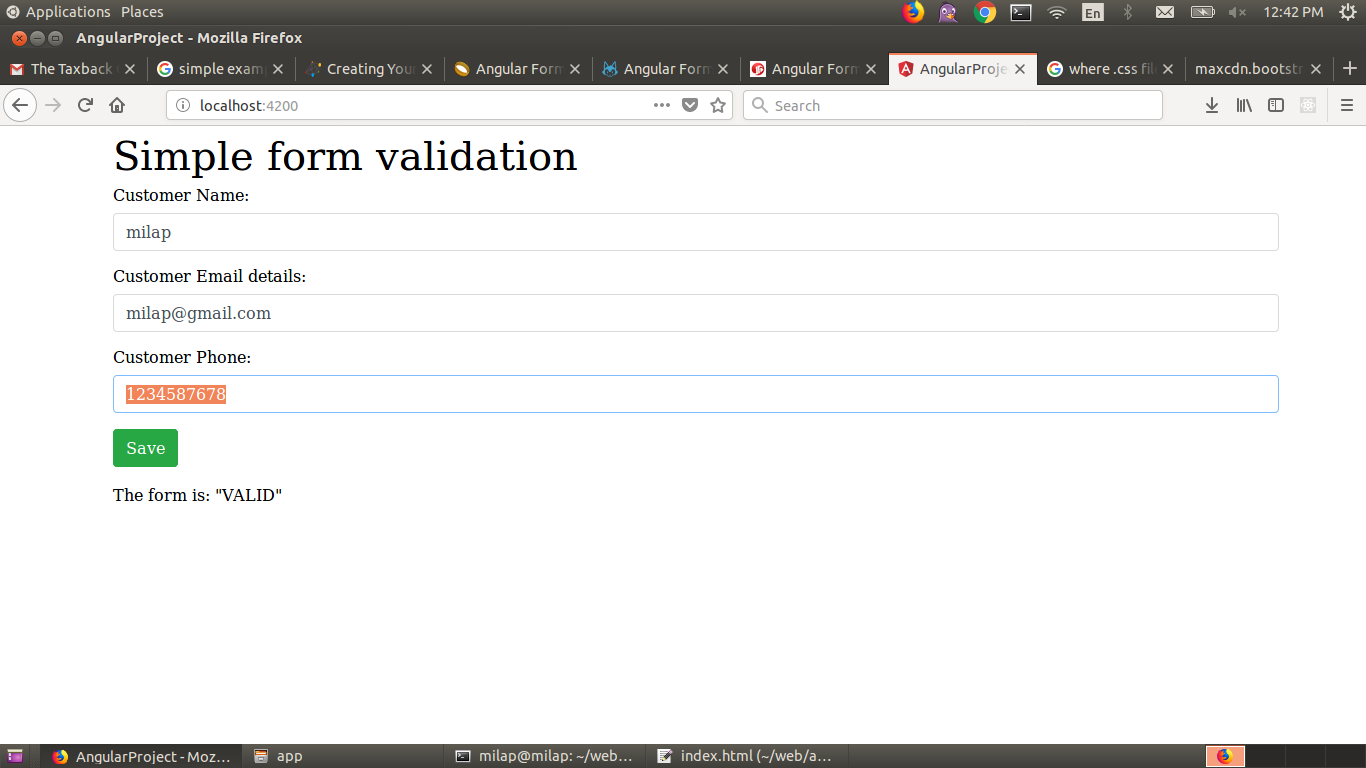 Applications Places En 12:42 PM
AngularProject - Mozilla Firefox
The Taxback simple exam Creating You Angular Form Angular Form Angular Form AngularProje where .css fil maxcdn.bootst
localhost:4200 Search
Simple form validation
Customer Name:
milap
Customer Email details:
milap@gmail.com
Customer Phone:
1234587678
Save
The form is: "VALID"
AngularProject - Moz... app milap@milap: ~/web... index.html (~/web/a...